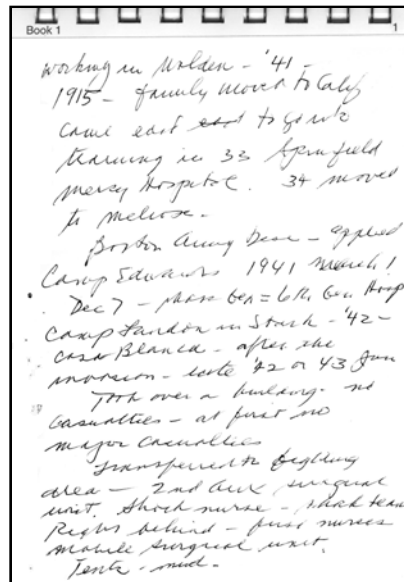 Book 1 1
working in Malden - '41 -
1915 - family moved to Calif
came east to go into
training in 33 Springfield
Mercy Hospital. 34 moved
to Melrose -
Boston Army Base - applied
Camp Edwards 1941 March 1
Dec 7 - phone Gen = 6th Gen Hosp
Camp in - '42 -
Casa Blanca - after the
invasion - late '42 or 43 Jan
Took over a building - no
casualties - at first no
major casualties
Transferred to fighting
area - 2nd Aux surgical
unit. Shock nurse - shock team
Right behind - first nurses
mobile surgical unit.
Tents - mud -